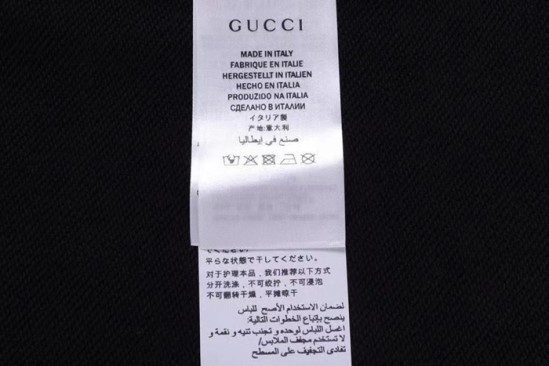 GUCCI
MADE IN ITALY
FABRIQUE EN ITALIE
HERGESTELLT IN ITALIEN
HECHO EN ITALIA
PRODUZIDO NA ITALIA
СДЕЛАНО В ИТАЛИИ
イタリア製
产地:意大利
صنع في إيطاليا
平らな状態で干してください。
对于护理本品，我们推荐以下方式
分开洗涤，不可绞拧，不可浸泡
不可翻转干燥，平摊晾干
لضمان الاستخدام الأصح للباس
ينصح بإتباع الخطوات التالية:
اغسل اللباس لوحده و تجنب تنيه و نقعة و
لا تستخدم مجفف الملابس/
تفادى التجفيف على المسطح